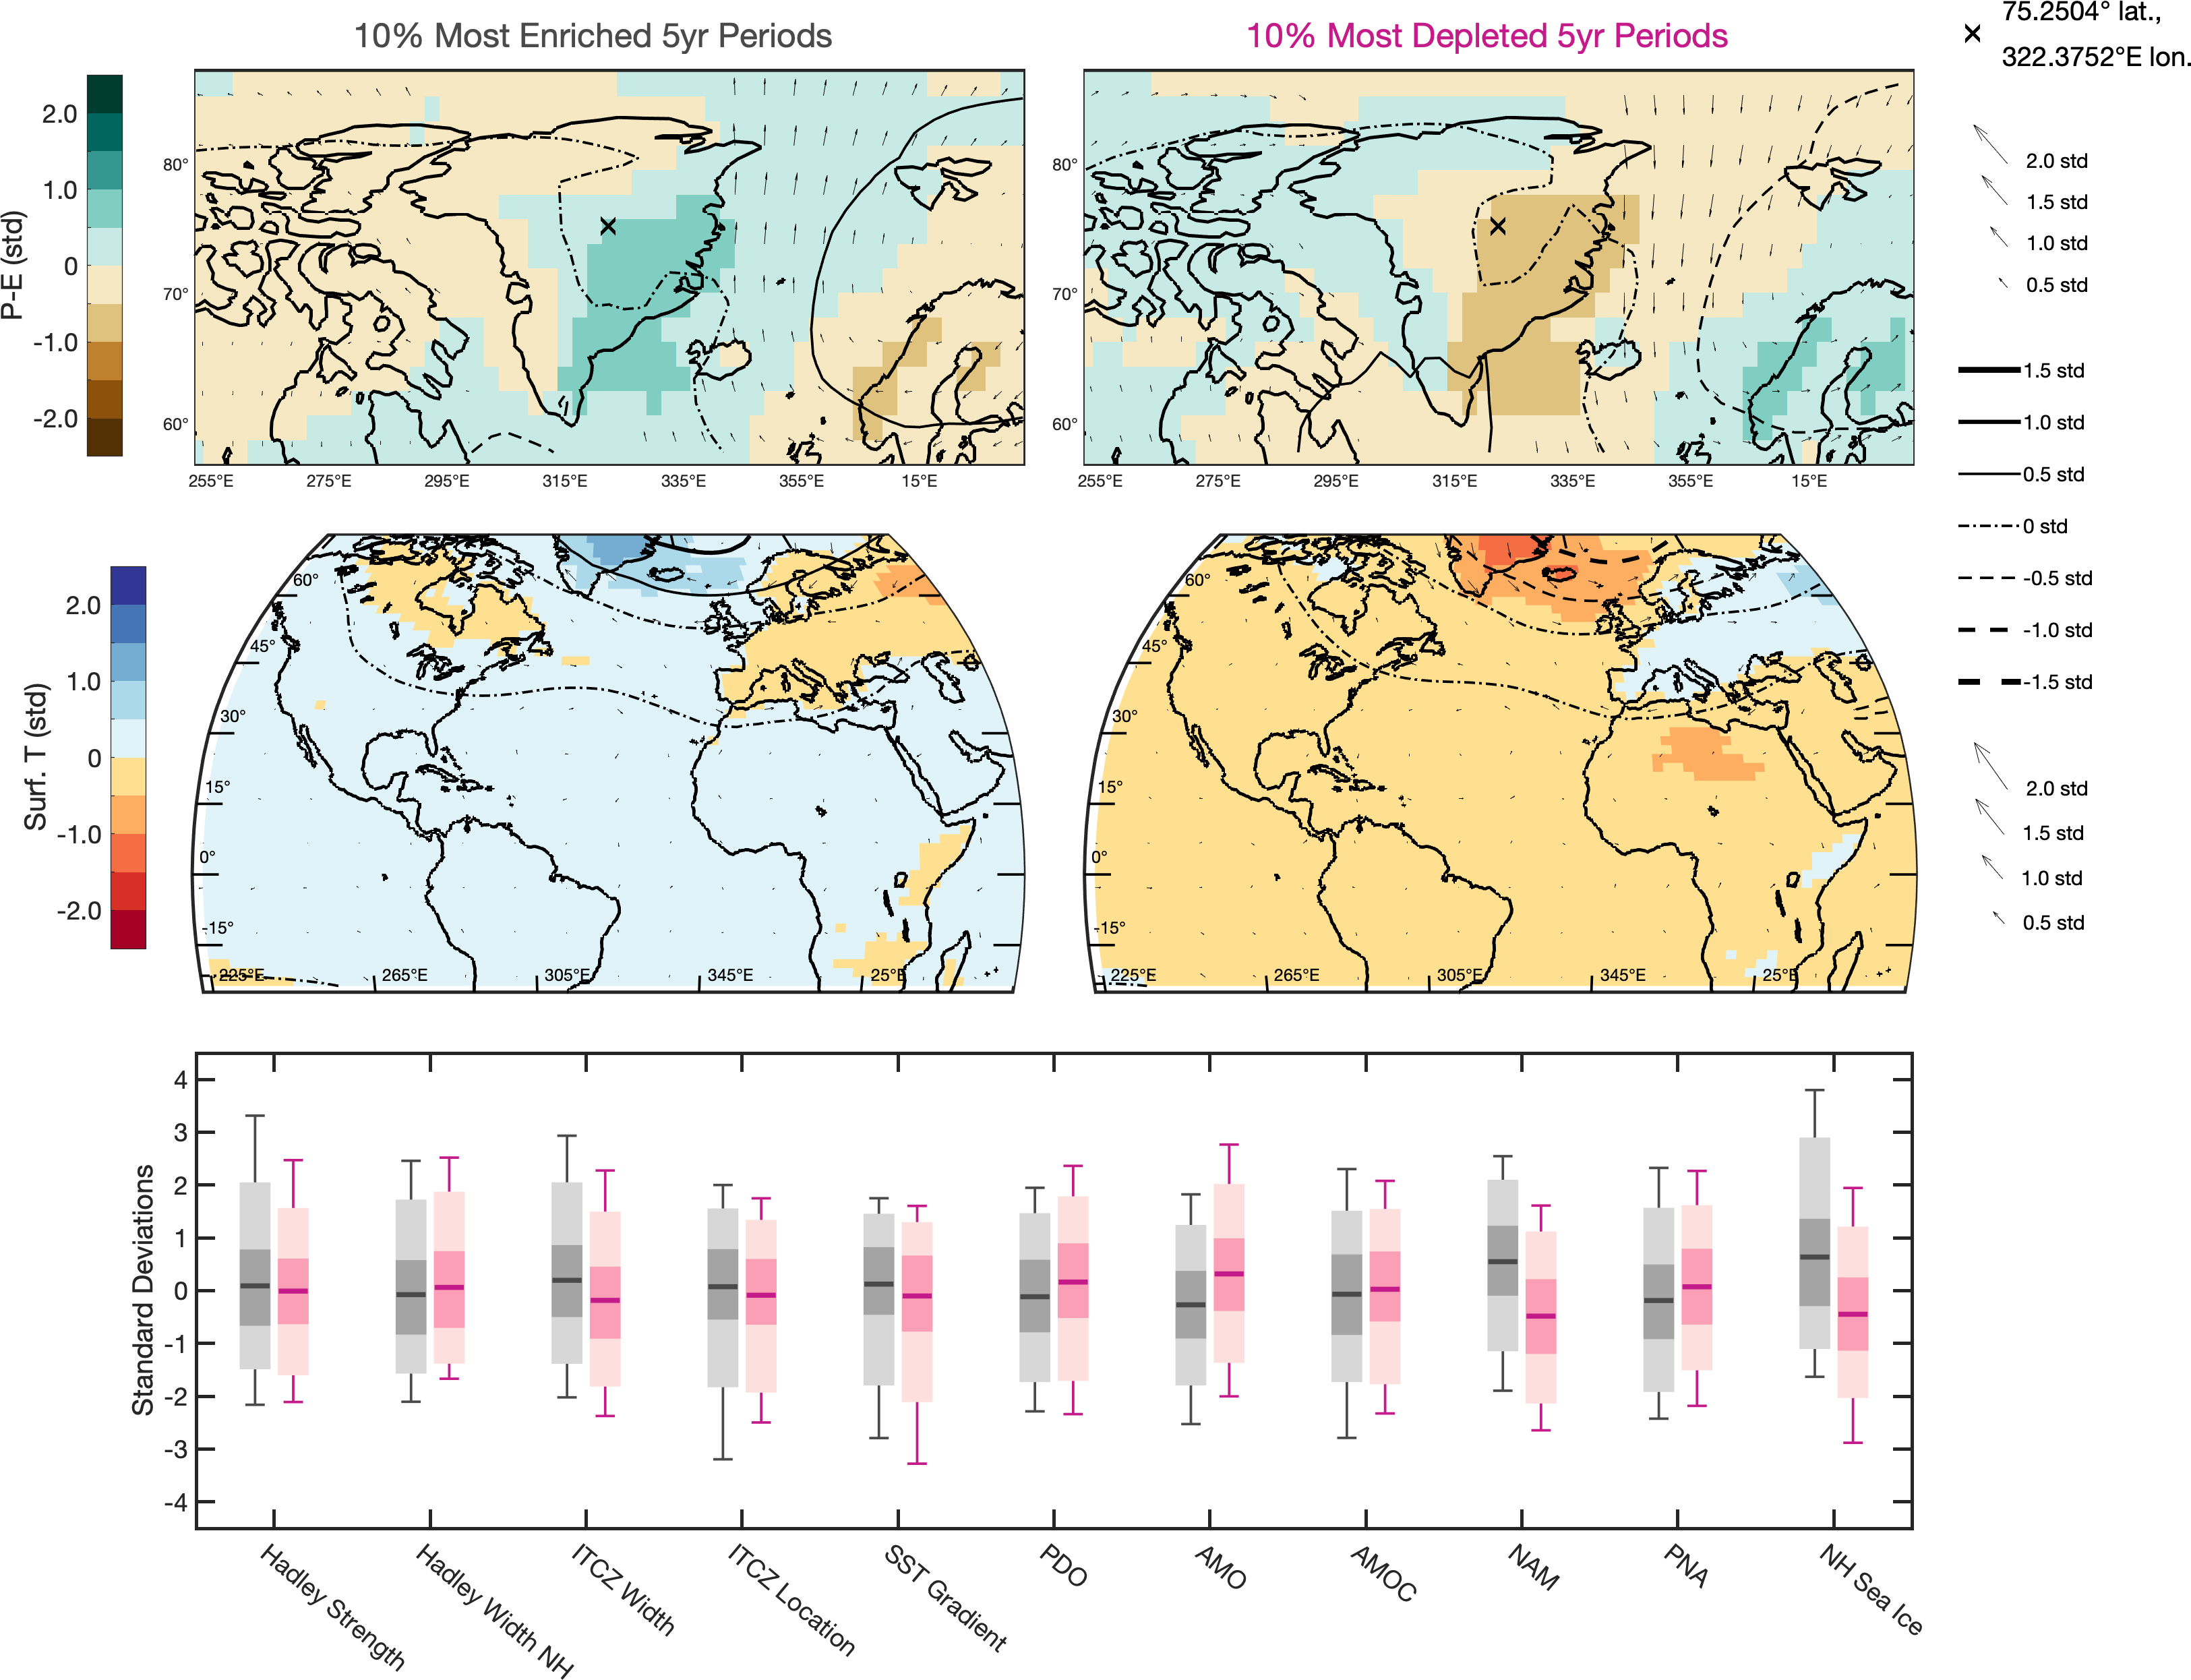 10% Most Enriched 5yr Periods
10% Most Depleted 5yr Periods
75.2504° lat.,
322.3752°E lon.
P-E (std)
2.0
1.0
0
-1.0
-2.0
80°
70°
60°
255°E 275°E 295°E 315°E 335°E 355°E 15°E
80°
70°
60°
255°E 275°E 295°E 315°E 335°E 355°E 15°E
2.0 std
1.5 std
1.0 std
0.5 std
1.5 std
1.0 std
0.5 std
0 std
-0.5 std
-1.0 std
-1.5 std
Surf. T (std)
2.0
1.0
0
-1.0
-2.0
60°
45°
30°
15°
0°
-15°
225°E 265°E 305°E 345°E 25°E
60°
45°
30°
15°
0°
-15°
225°E 265°E 305°E 345°E 25°E
2.0 std
1.5 std
1.0 std
0.5 std
Standard Deviations
4
3
2
1
0
-1
-2
-3
-4
Hadley Strength
Hadley Width NH
ITCZ Width
ITCZ Location
SST Gradient
PDO
AMO
AMOC
NAM
PNA
NH Sea Ice